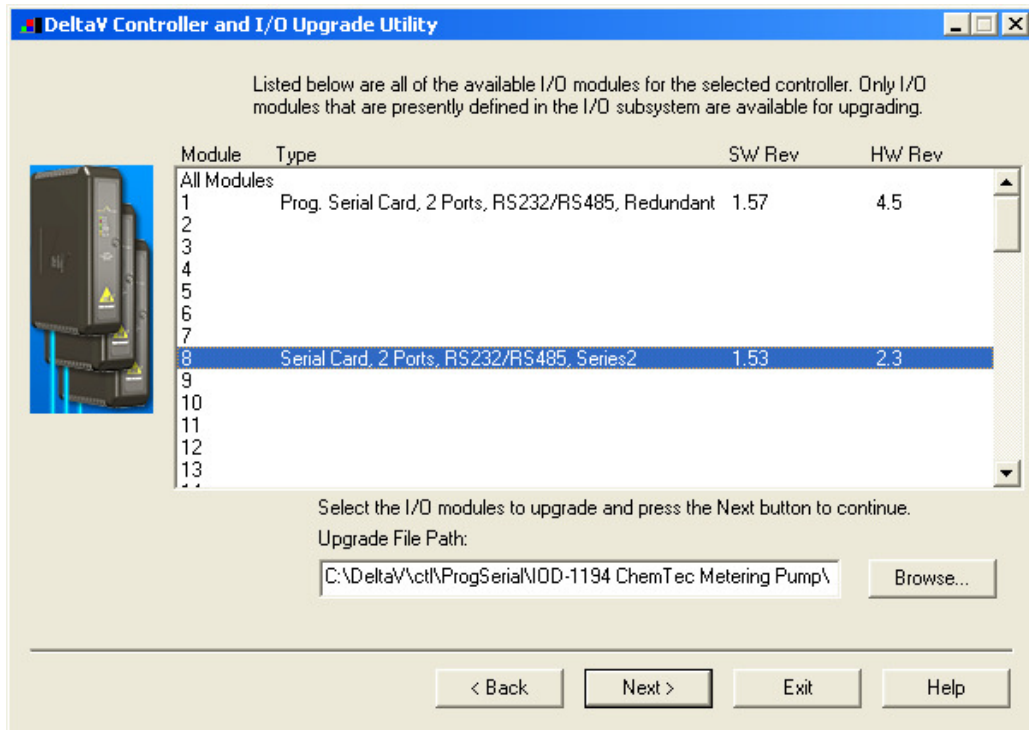 DeltaV Controller and I/O Upgrade Utility
Listed below are all of the available I/O modules for the selected controller. Only I/O
modules that are presently defined in the I/O subsystem are available for upgrading.
Module Type SW Rev HW Rev
All Modules
1 Prog. Serial Card, 2 Ports, RS232/RS485, Redundant 1.57 4.5
2
3
4
5
6
7
8 Serial Card, 2 Ports, RS232/RS485, Series2 1.53 2.3
9
10
11
12
13
Select the I/O modules to upgrade and press the Next button to continue.
Upgrade File Path:
C:\DeltaV\ctl\ProgSerial\IOD-1194 ChemTec Metering Pump\ Browse...
< Back Next > Exit Help